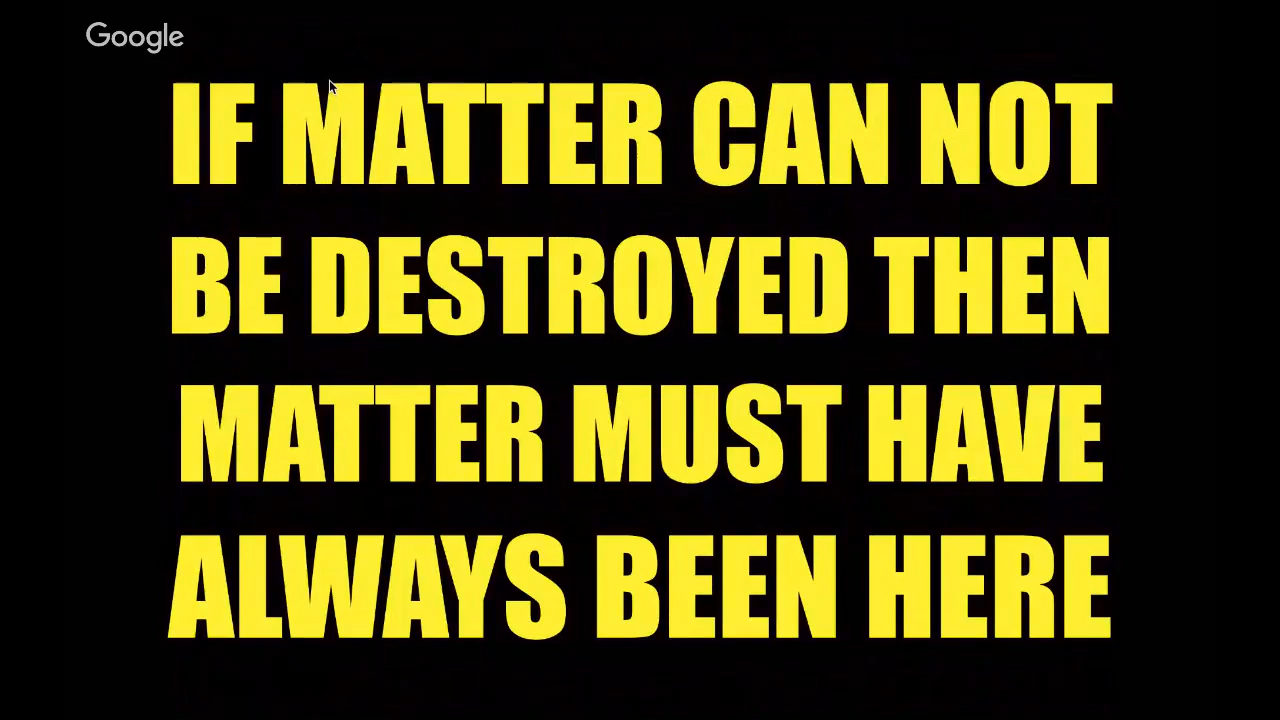 Google
IF MATTER CAN NOT
BE DESTROYED THEN
MATTER MUST HAVE
ALWAYS BEEN HERE